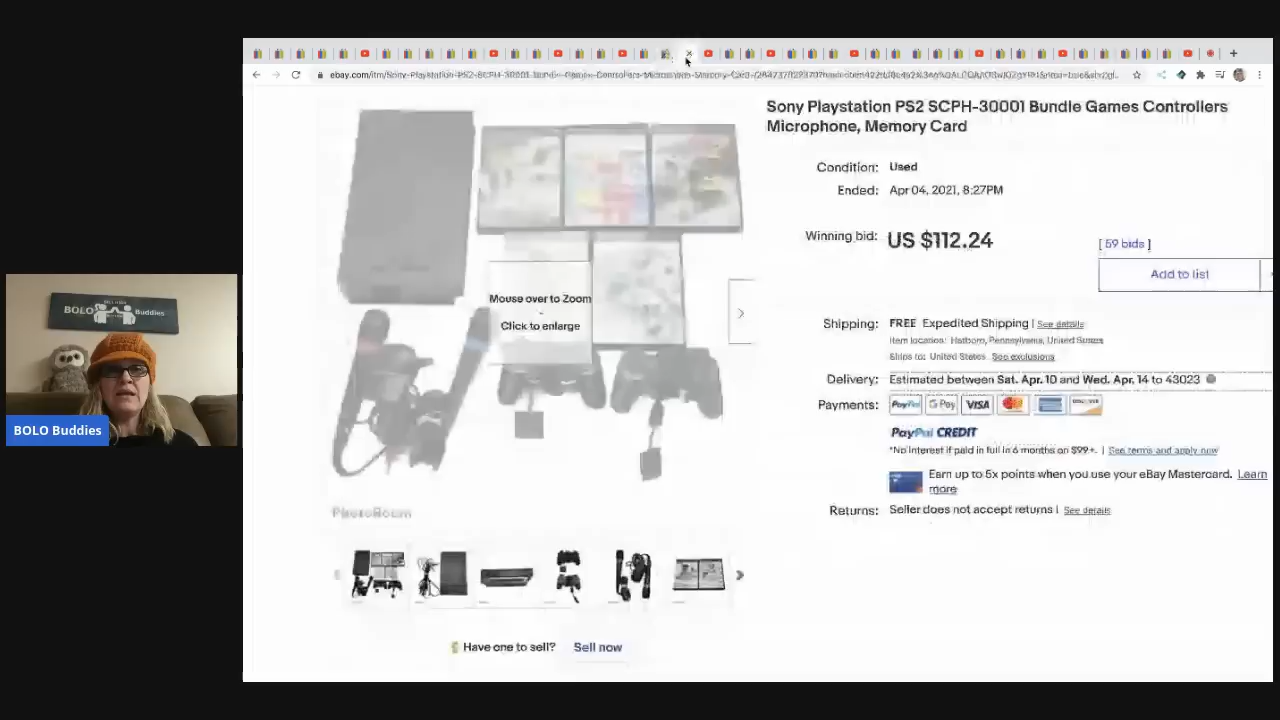 Sony Playstation PS2 SCPH-30001 Bundle Games Controllers
Microphone, Memory Card
Condition: Used
Ended: Apr 04, 2021, 8:27PM
Winning bid: US $112.24
[ 59 bids ]
Add to list
Mouse over to Zoom
-
Click to enlarge
Shipping: FREE Expedited Shipping | See details
Item location: Hatboro, Pennsylvania, United States
Ships to: United States See exclusions
Delivery: Estimated between Sat. Apr. 10 and Wed. Apr. 14 to 43023
Payments: PayPal G Pay VISA DISCOVER
PayPal CREDIT
*No interest if paid in full in 6 months on $99+. | See terms and apply now
Earn up to 5x points when you use your eBay Mastercard. Learn
more
Returns: Seller does not accept returns | See details
PhotoRoom
Have one to sell? Sell now
BOLO Buddies
BOLO Buddies